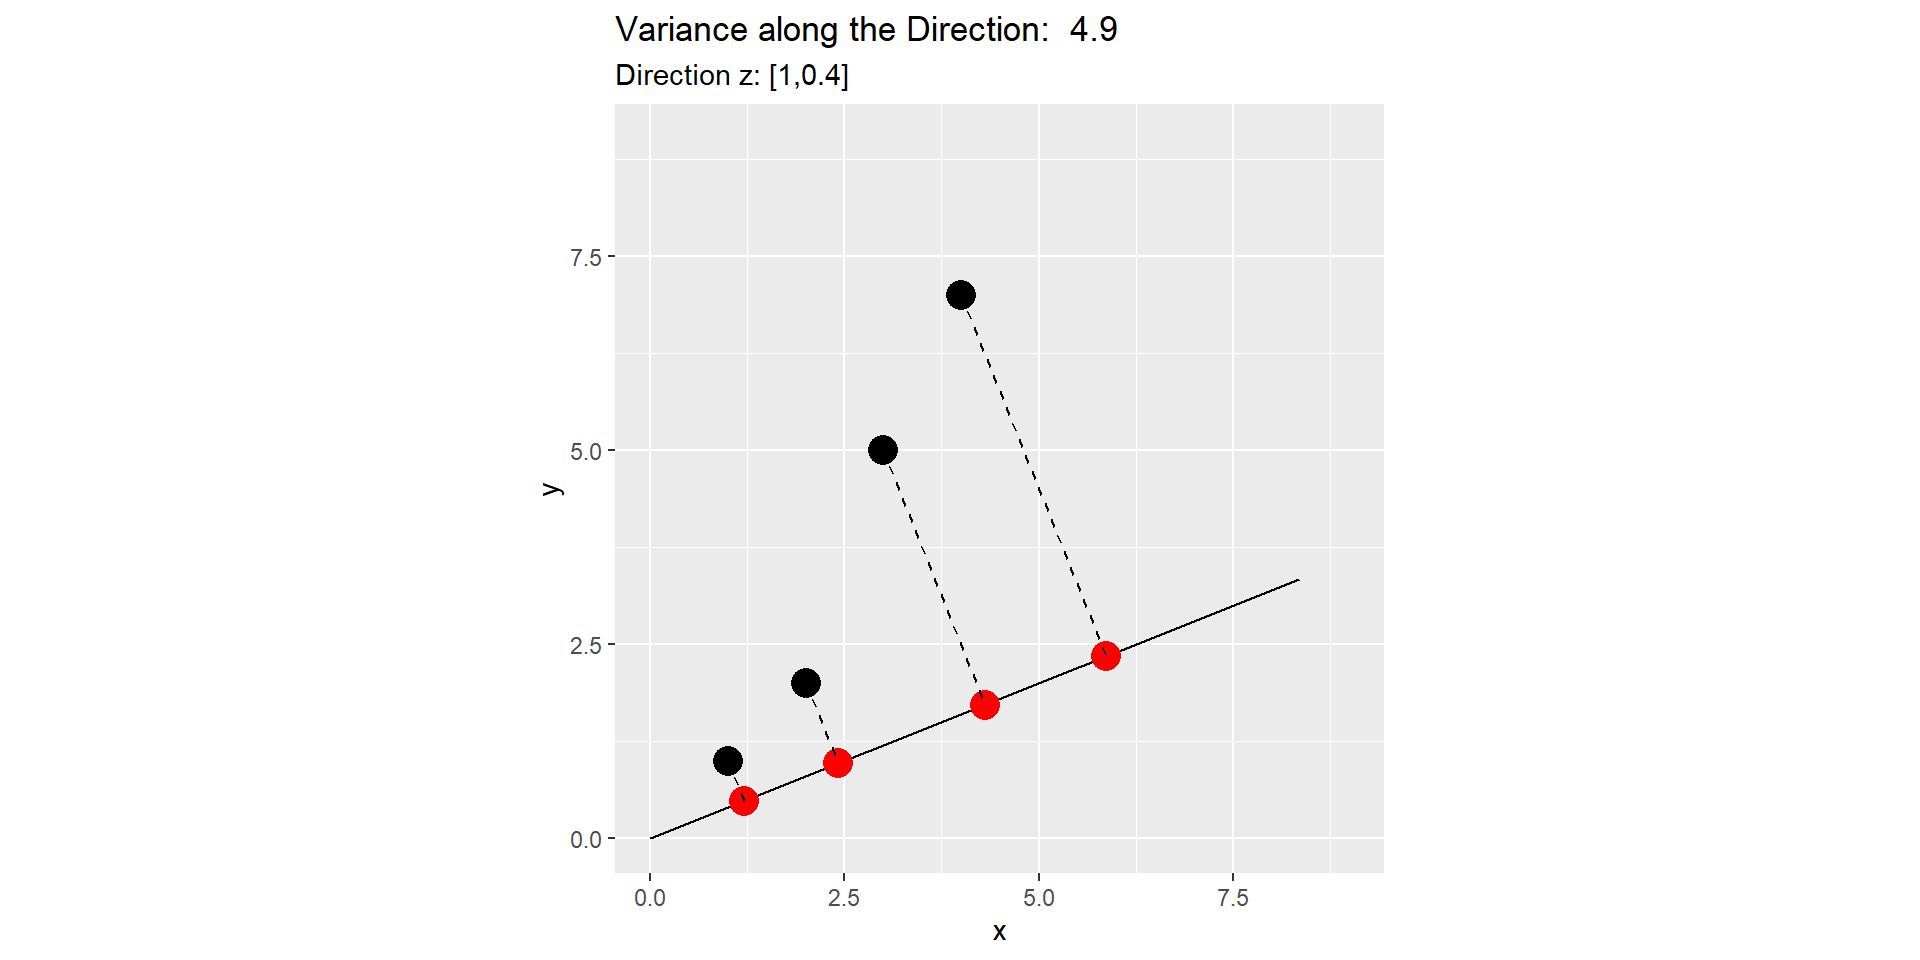 Variance along the Direction:  4.9
Direction z: [1,0.4]
7.5
5.0
2.5
0.0
y
0.0 2.5 5.0 7.5
x